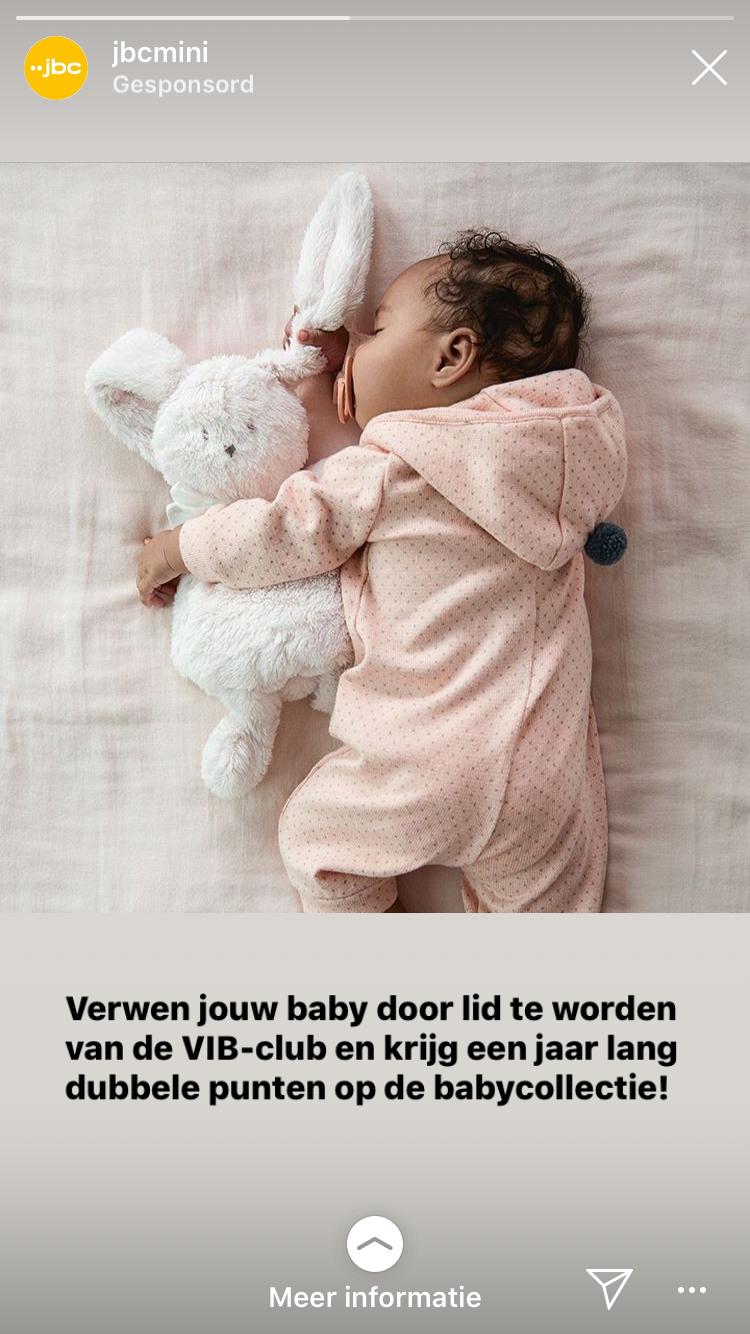 ••jbc
jbcmini
Gesponsord
Verwen jouw baby door lid te worden
van de VIB-club en krijg een jaar lang
dubbele punten op de babycollectie!
Meer informatie